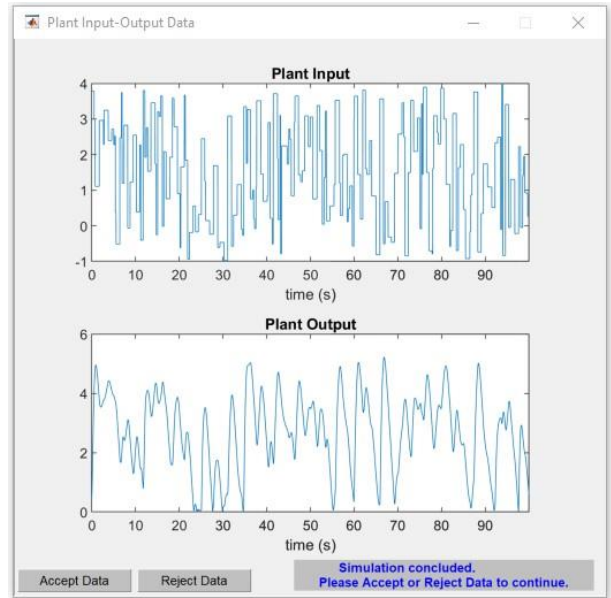 Plant Input-Output Data
Plant Input
4
3
2
1
0
-1
0 10 20 30 40 50 60 70 80 90
time (s)
Plant Output
6
4
2
0
0 10 20 30 40 50 60 70 80 90
time (s)
Accept Data
Reject Data
Simulation concluded.
Please Accept or Reject Data to continue.